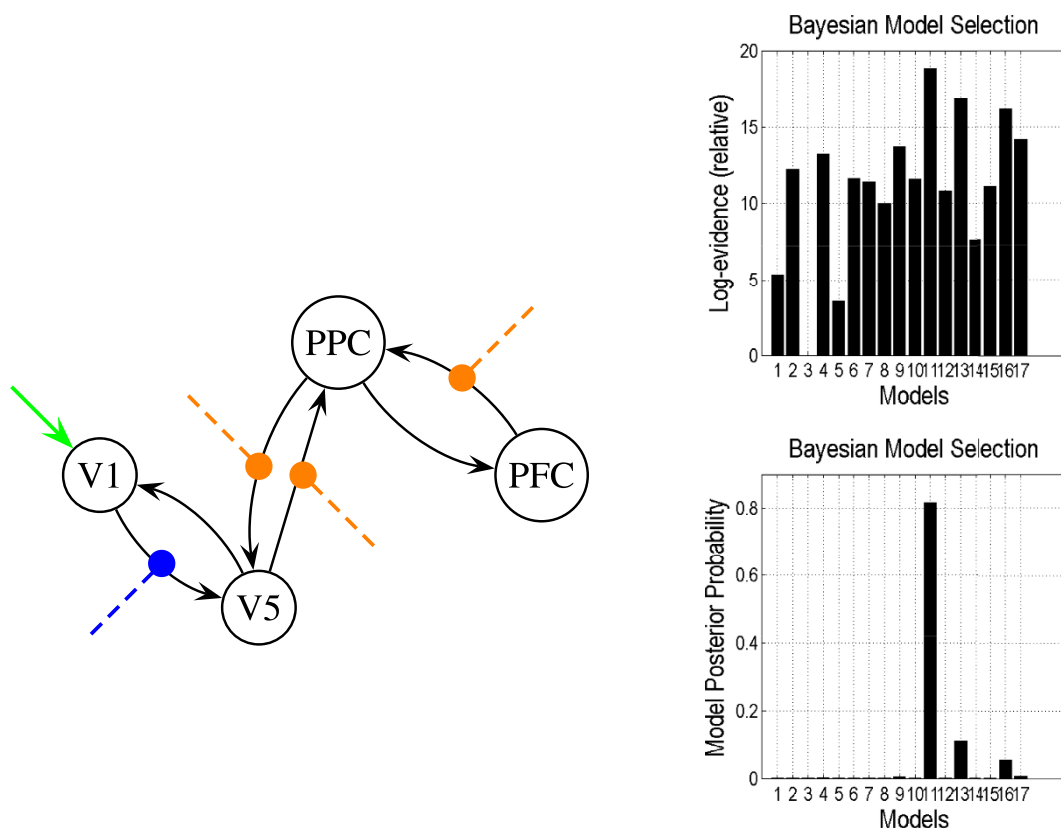 PPC
V1
PFC
V5
Bayesian Model Selection
Log-evidence (relative)
20
15
10
5
0
1 2 3 4 5 6 7 8 9 10 11 12 13 14 15 16 17
Models
Bayesian Model Selection
Model Posterior Probability
0.8
0.6
0.4
0.2
0
1 2 3 4 5 6 7 8 9 10 11 12 13 14 15 16 17
Models